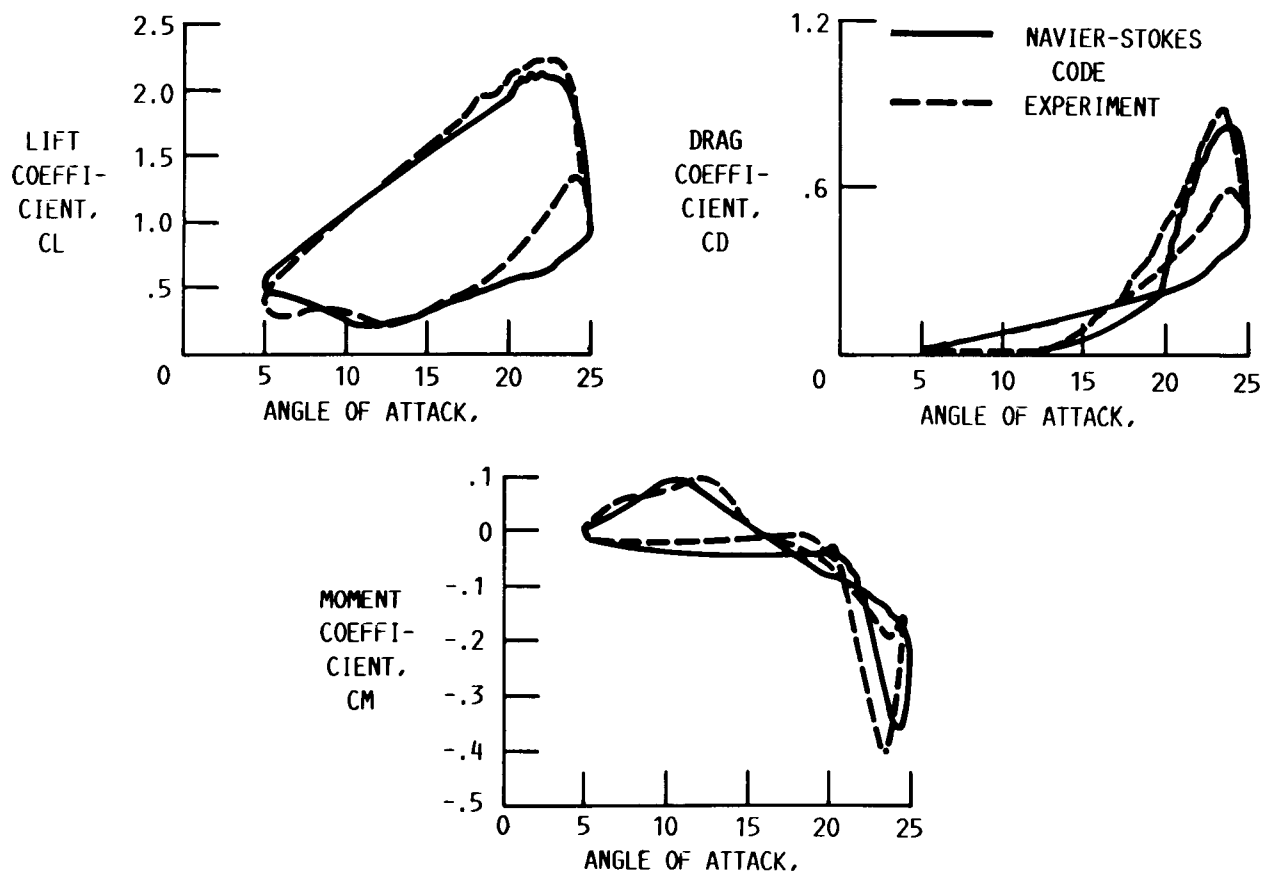 2.5
2.0
1.5
1.0
.5
LIFT
COEFFI-
CIENT,
CL
0 5 10 15 20 25
ANGLE OF ATTACK,
1.2
.6
DRAG
COEFFI-
CIENT,
CD
NAVIER-STOKES
CODE
EXPERIMENT
0 5 10 15 20 25
ANGLE OF ATTACK,
.1
0
-.1
-.2
-.3
-.4
-.5
MOMENT
COEFFI-
CIENT,
CM
0 5 10 15 20 25
ANGLE OF ATTACK,